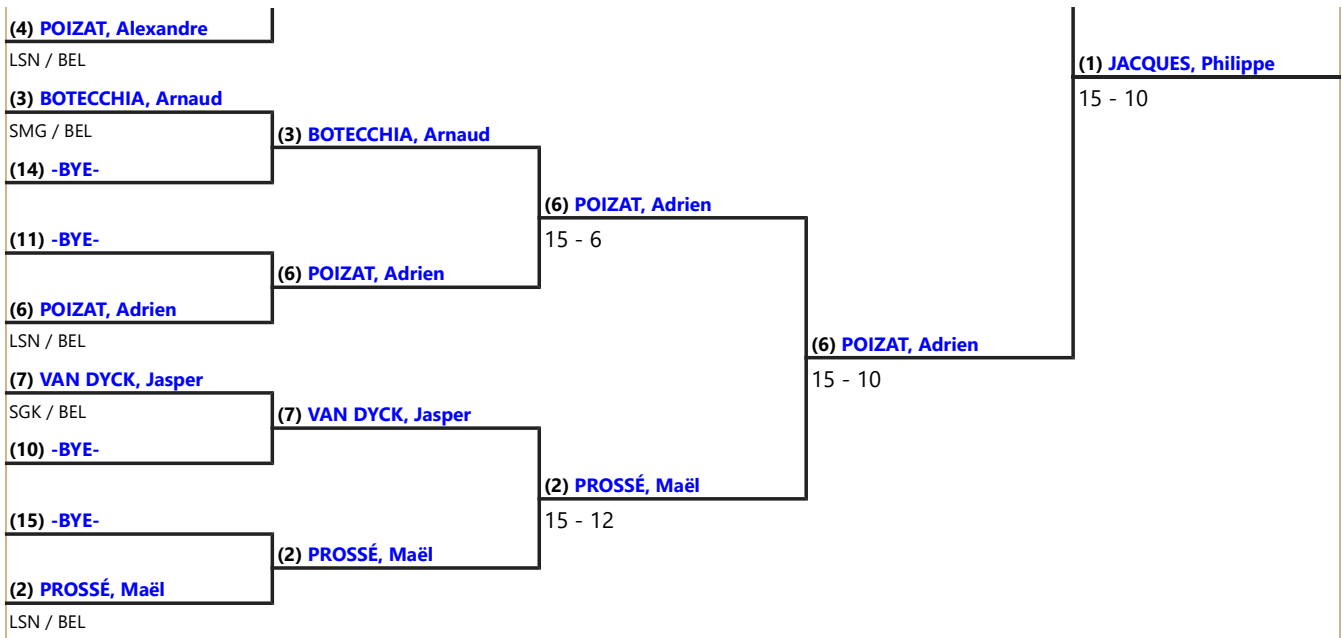 (4) POIZAT, Alexandre
LSN / BEL
(1) JACQUES, Philippe
15 - 10
(3) BOTECCHIA, Arnaud
SMG / BEL
(3) BOTECCHIA, Arnaud
(14) -BYE-
(6) POIZAT, Adrien
15 - 6
(11) -BYE-
(6) POIZAT, Adrien
(6) POIZAT, Adrien
LSN / BEL
(6) POIZAT, Adrien
15 - 10
(7) VAN DYCK, Jasper
SGK / BEL
(7) VAN DYCK, Jasper
(10) -BYE-
(2) PROSSÉ, Maël
15 - 12
(15) -BYE-
(2) PROSSÉ, Maël
(2) PROSSÉ, Maël
LSN / BEL